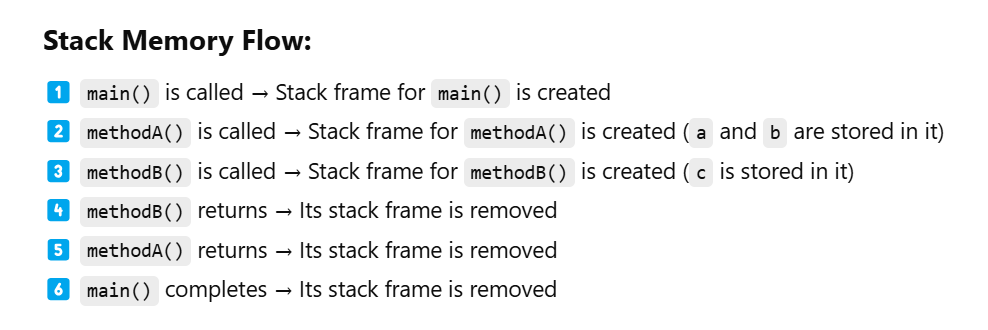 Stack Memory Flow:
1 main() is called → Stack frame for main() is created
2 methodA() is called → Stack frame for methodA() is created ( a and b are stored in it)
3 methodB() is called → Stack frame for methodB() is created ( c is stored in it)
4 methodB() returns → Its stack frame is removed
5 methodA() returns → Its stack frame is removed
6 main() completes → Its stack frame is removed